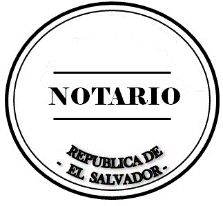 NOTARIO
REPUBLICA DE
- EL SALVADOR -